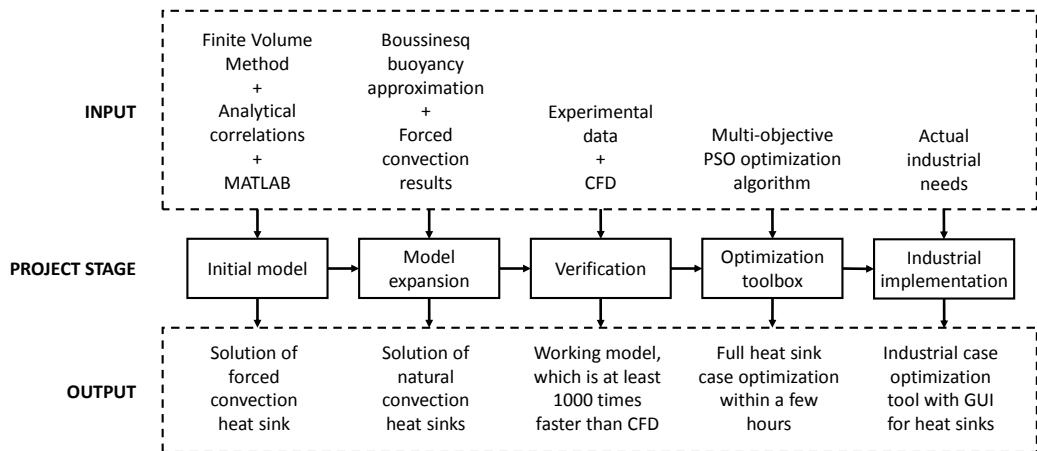 INPUT
Finite Volume
Method
+
Analytical
correlations
+
MATLAB
Boussinesq
buoyancy
approximation
+
Forced
convection
results
Experimental
data
+
CFD
Multi-objective
PSO optimization
algorithm
Actual
industrial
needs
PROJECT STAGE
Initial model
Model
expansion
Verification
Optimization
toolbox
Industrial
implementation
OUTPUT
Solution of
forced
convection
heat sink
Solution of
natural
convection
heat sinks
Working model,
which is at least
1000 times
faster than CFD
Full heat sink
case optimization
within a few
hours
Industrial case
optimization
tool with GUI
for heat sinks